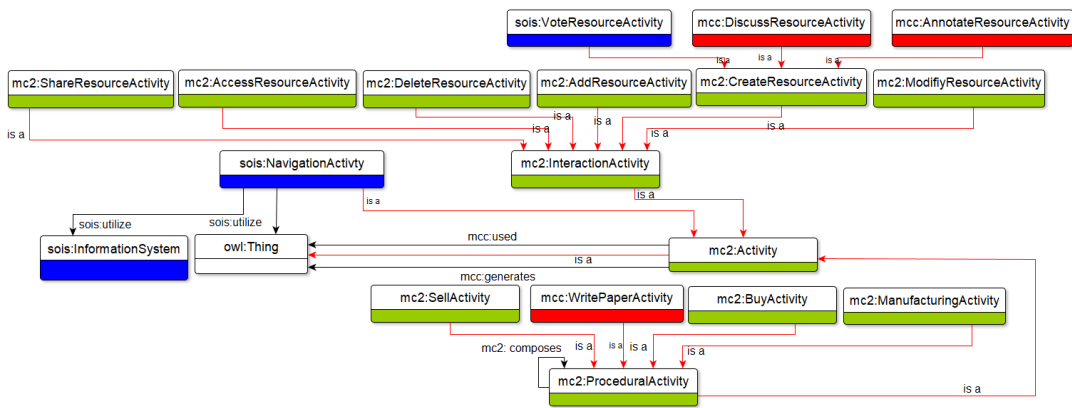 sois:VoteResourceActivity
mcc:DiscussResourceActivity
mcc:AnnotateResourceActivity
is a
is a
is a
mc2:ShareResourceActivity
mc2:AccessResourceActivity
mc2:DeleteResourceActivity
mc2:AddResourceActivity
mc2:CreateResourceActivity
mc2:ModifiyResourceActivity
is a
is a
is a
is a
is a
is a
sois:NavigationActivty
mc2:InteractionActivity
is a
is a
sois:utilize
sois:utilize
sois:InformationSystem
owl:Thing
mcc:used
is a
mcc:generates
mc2:Activity
mc2:SellActivity
mcc:WritePaperActivity
mc2:BuyActivity
mc2:ManufacturingActivity
mc2: composes
is a
is a
is a
is a
mc2:ProceduralActivity
is a